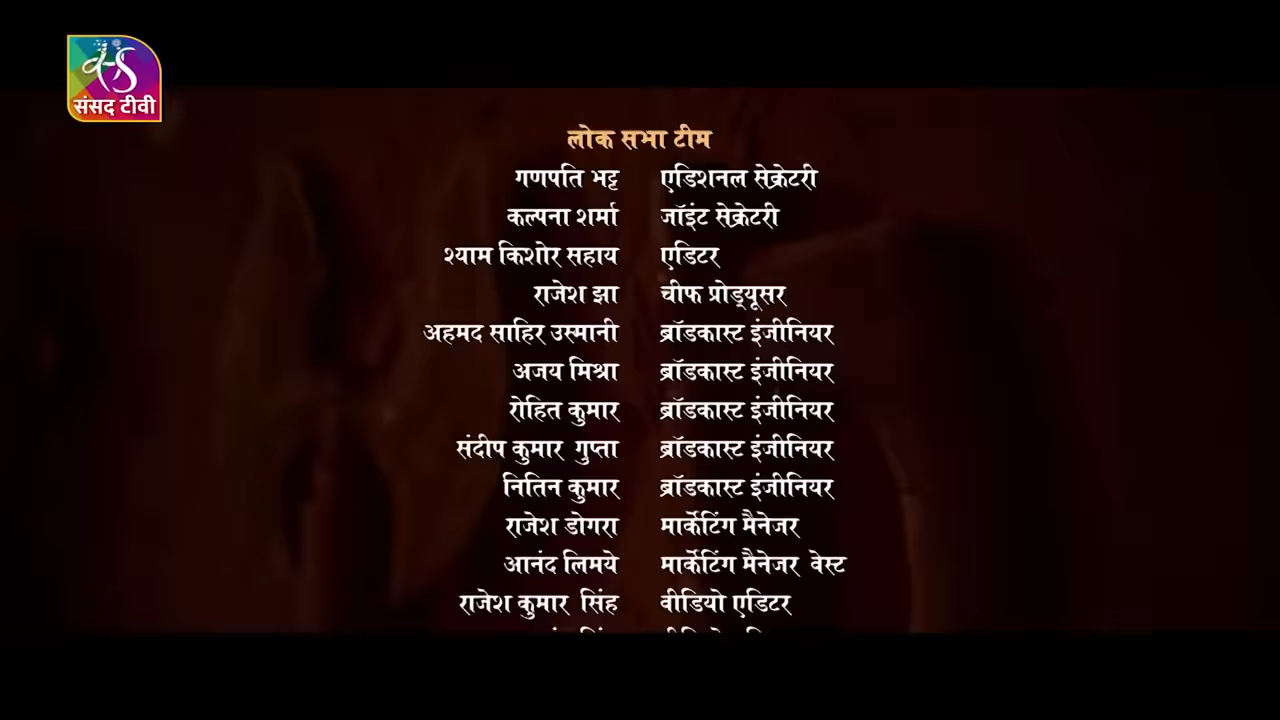 संसद टीवी
लोक सभा टीम
गणपति भट्ट एडिशनल सेक्रेटरी
कल्पना शर्मा जॉइंट सेक्रेटरी
श्याम किशोर सहाय एडिटर
राजेश झा चीफ प्रोड्यूसर
अहमद साहिर उस्मानी ब्रॉडकास्ट इंजीनियर
अजय मिश्रा ब्रॉडकास्ट इंजीनियर
रोहित कुमार ब्रॉडकास्ट इंजीनियर
संदीप कुमार गुप्ता ब्रॉडकास्ट इंजीनियर
नितिन कुमार ब्रॉडकास्ट इंजीनियर
राजेश डोगरा मार्केटिंग मैनेजर
आनंद लिमये मार्केटिंग मैनेजर वेस्ट
राजेश कुमार सिंह वीडियो एडिटर